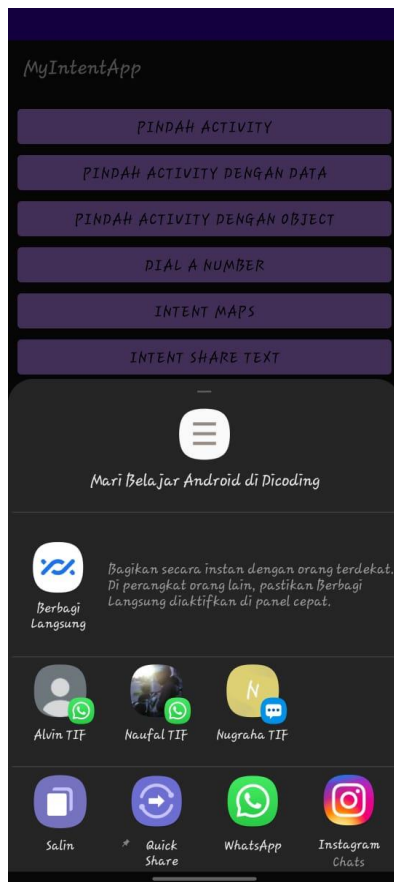 MyIntentApp
PINDAH ACTIVITY
PINDAH ACTIVITY DENGAN DATA
PINDAH ACTIVITY DENGAN OBJECT
DIAL A NUMBER
INTENT MAPS
INTENT SHARE TEXT
Mari Belajar Android di Dicoding
Bagikan secara instan dengan orang terdekat.
Di perangkat orang lain, pastikan Berbagi
Langsung diaktifkan di panel cepat.
Berbagi
Langsung
N
Alvin TIF
Naufal TIF
Nugraha TIF
Salin
Quick
Share
WhatsApp
Instagram
Chats